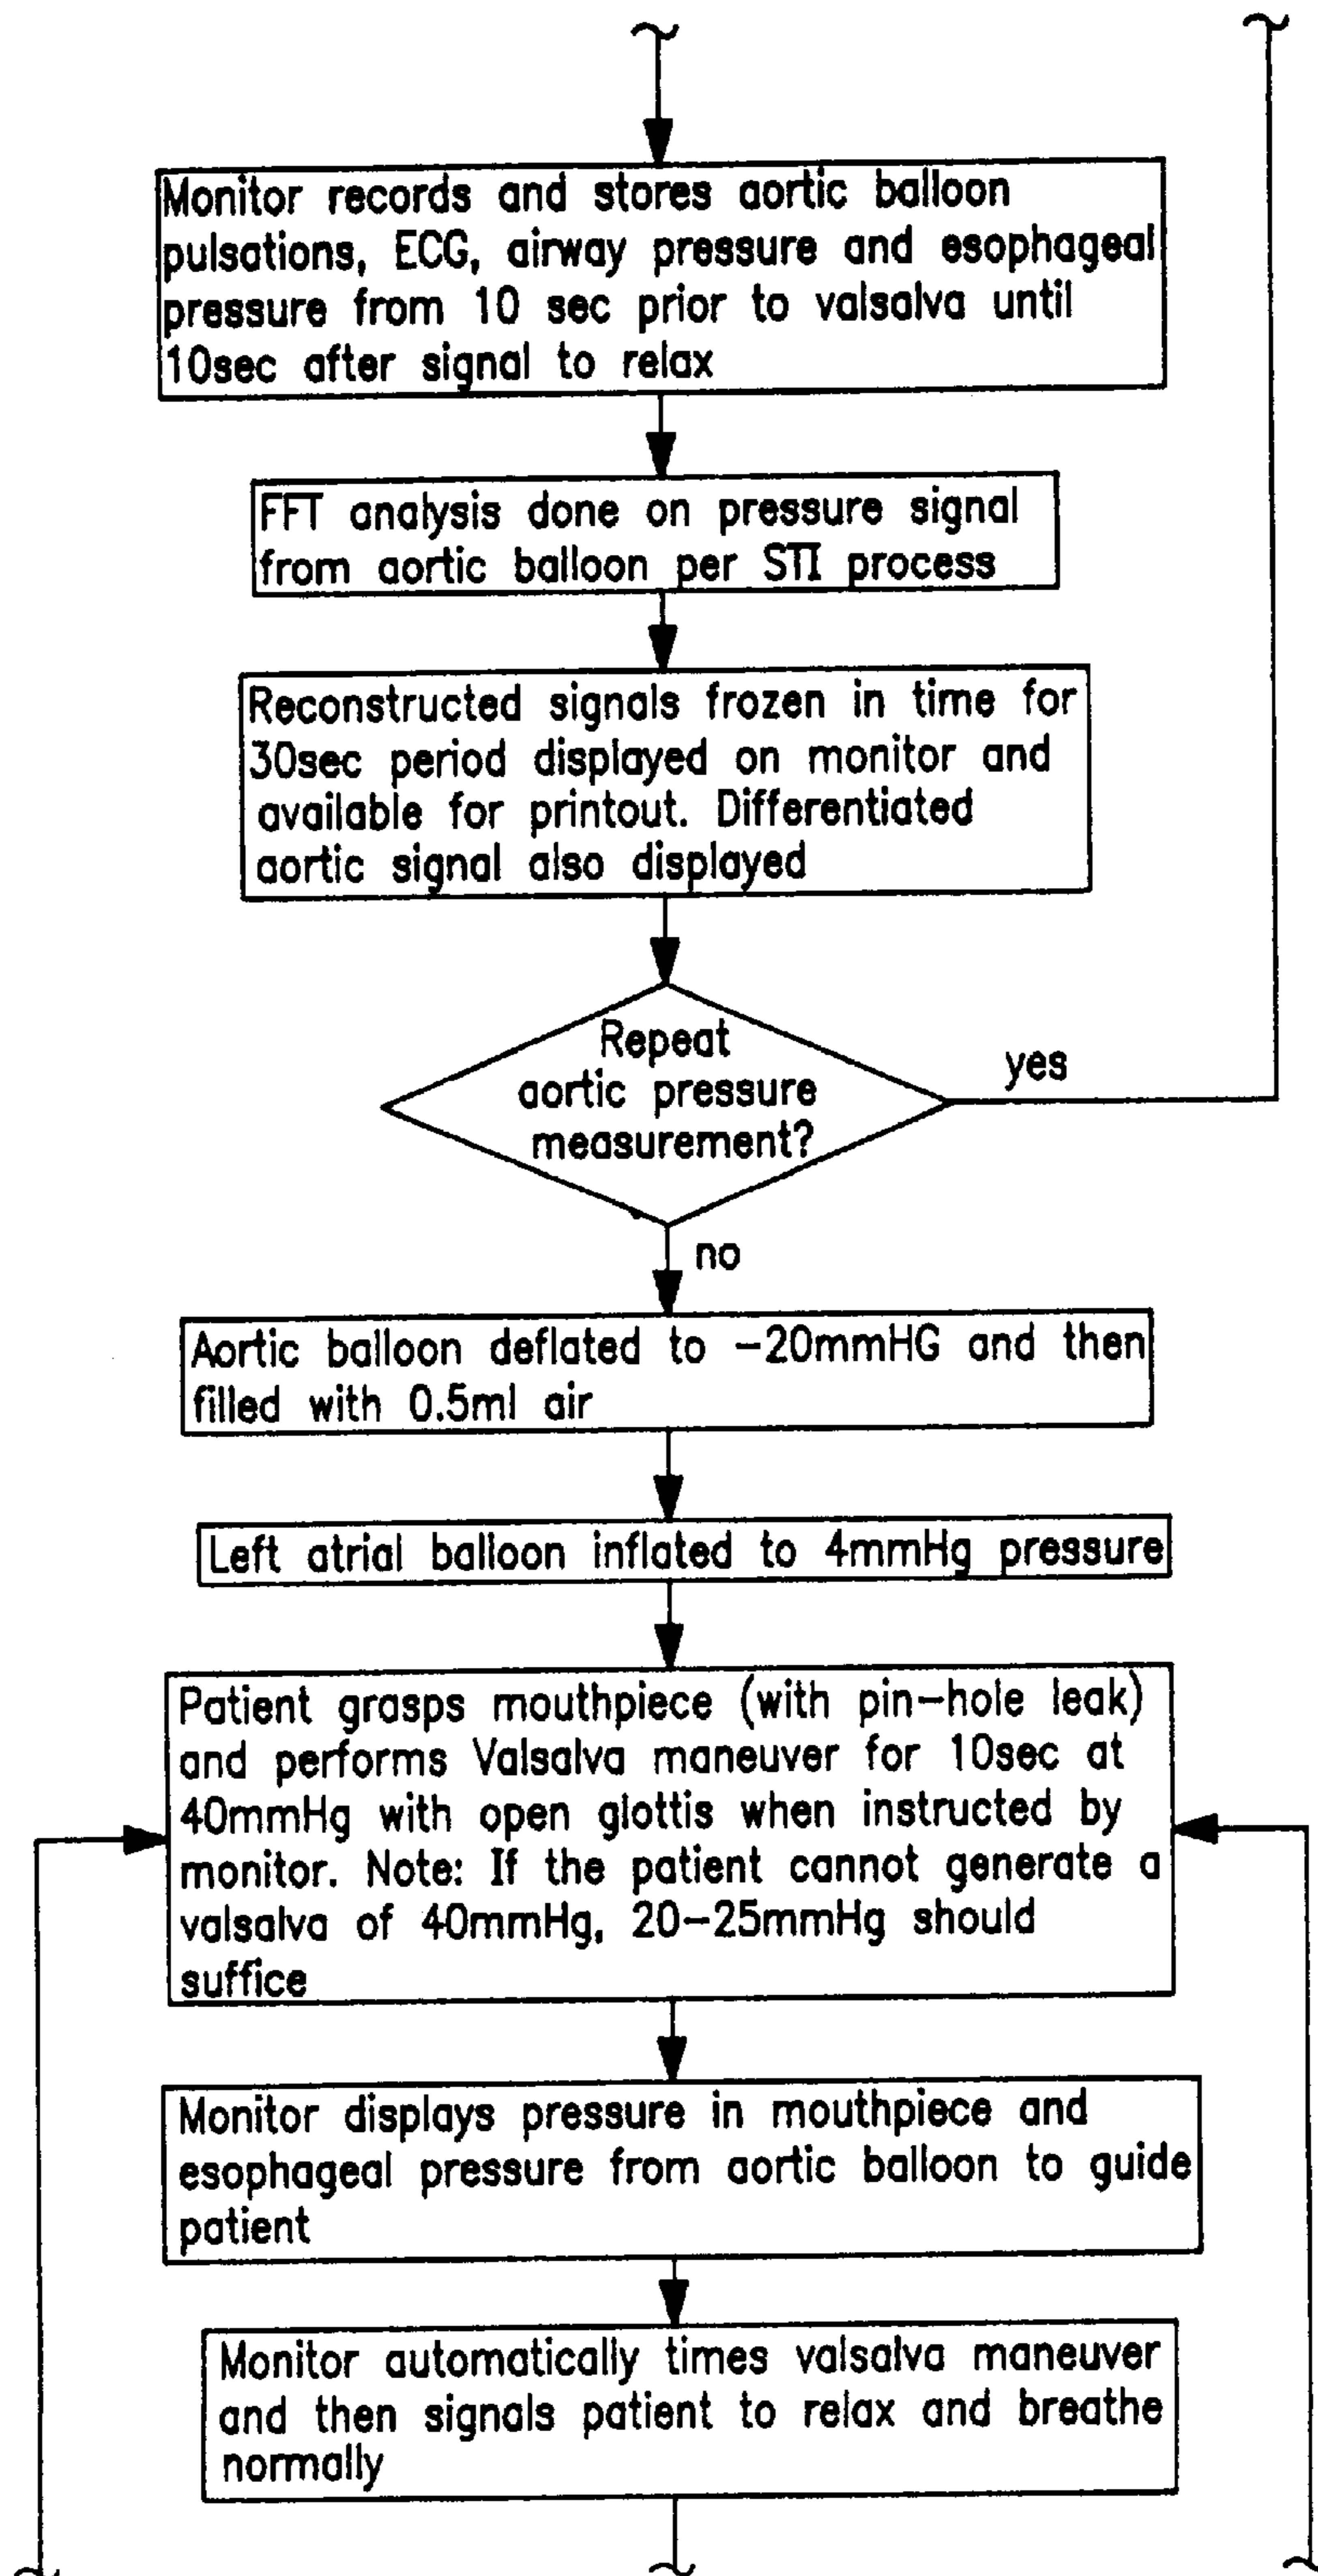 Monitor records and stores aortic balloon
pulsations, ECG, airway pressure and esophageal
pressure from 10 sec prior to valsalva until
10sec after signal to relax
FFT analysis done on pressure signal
from aortic balloon per STI process
Reconstructed signals frozen in time for
30sec period displayed on monitor and
available for printout. Differentiated
aortic signal also displayed
Repeat
aortic pressure
measurement?
yes
no
Aortic balloon deflated to -20mmHG and then
filled with 0.5ml air
Left atrial balloon inflated to 4mmHg pressure
Patient grasps mouthpiece (with pin-hole leak)
and performs Valsalva maneuver for 10sec at
40mmHg with open glottis when instructed by
monitor. Note: If the patient cannot generate a
valsalva of 40mmHg, 20-25mmHg should
suffice
Monitor displays pressure in mouthpiece and
esophageal pressure from aortic balloon to guide
patient
Monitor automatically times valsalva maneuver
and then signals patient to relax and breathe
normally